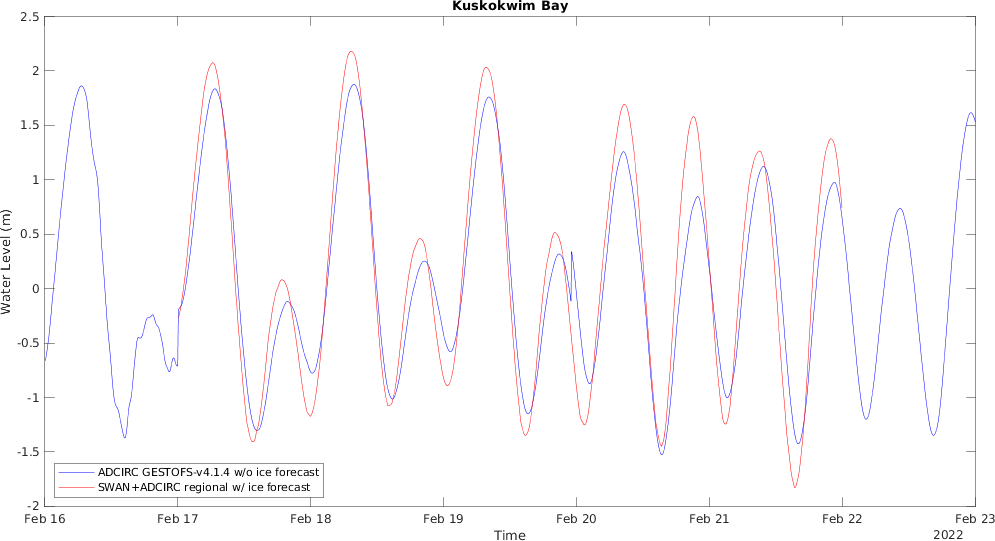 Kuskokwim Bay
2.5
2
1.5
1
0.5
0
-0.5
-1
-1.5
-2
Water Level (m)
ADCIRC GESTOFS-v4.1.4 w/o ice forecast
SWAN+ADCIRC regional w/ ice forecast
Feb 16 Feb 17 Feb 18 Feb 19 Feb 20 Feb 21 Feb 22 Feb 23
Time
2022